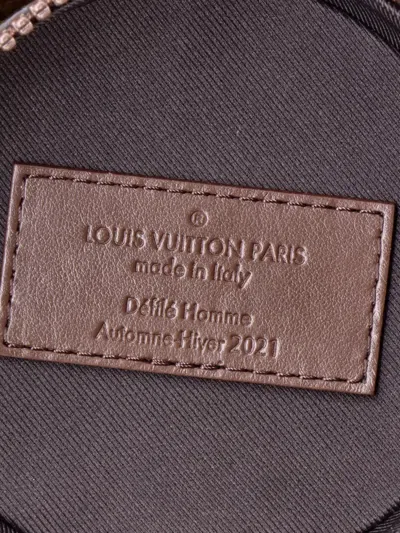 ®
LOUIS VUITTON PARIS
made in Italy
Défilé Homme
Automne-Hiver 2021